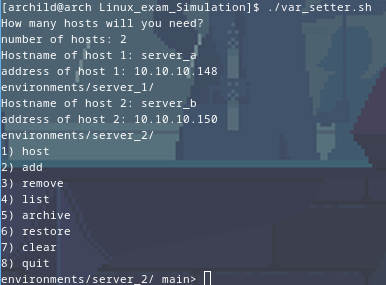 [archild@arch Linux_exam_Simulation]$ ./var_setter.sh
How many hosts will you need?
number of hosts: 2
Hostname of host 1: server_a
address of host 1: 10.10.10.148
environments/server_1/
Hostname of host 2: server_b
address of host 2: 10.10.10.150
environments/server_2/
1) host
2) add
3) remove
4) list
5) archive
6) restore
7) clear
8) quit
environments/server_2/ main>